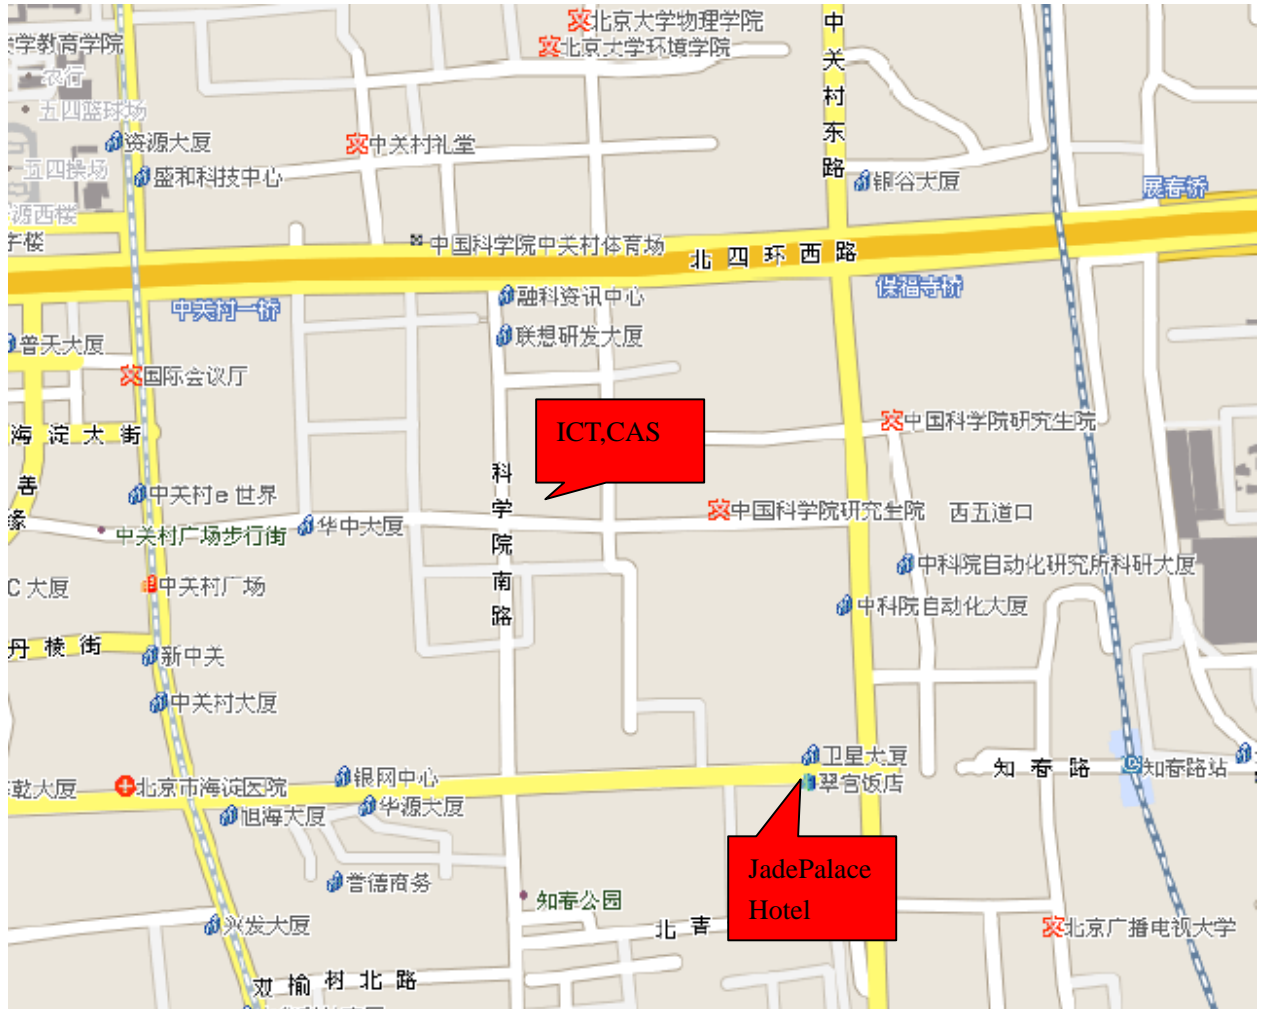 北京大学物理学院
北京大学环境学院
学教育学院
农行
五四篮球场
资源大厦
中关村礼堂
五四操场
盛和科技中心
中关村东路
银谷大厦
展春桥
源西楼
中国科学院中关村体育场
北四环西路
保福寺桥
融科资讯中心
中关村一桥
联想研发大厦
普天大厦
国际会议厅
海淀大街
ICT,CAS
中国科学院研究生院
科学院南路
善缘
中关村e世界
中国科学院研究生院
西五道口
华中大厦
中关村广场步行街
中科院自动化研究所科研大厦
C大厦
中关村广场
中科院自动化大厦
丹棱街
新中关
中关村大厦
卫星大厦
知春路
知春路站
翠宫饭店
乾大厦
北京市海淀医院
银网中心
旭海大厦
华源大厦
JadePalace
Hotel
誉德商务
知春公园
兴发大厦
北青
北京广播电视大学
双榆树北路